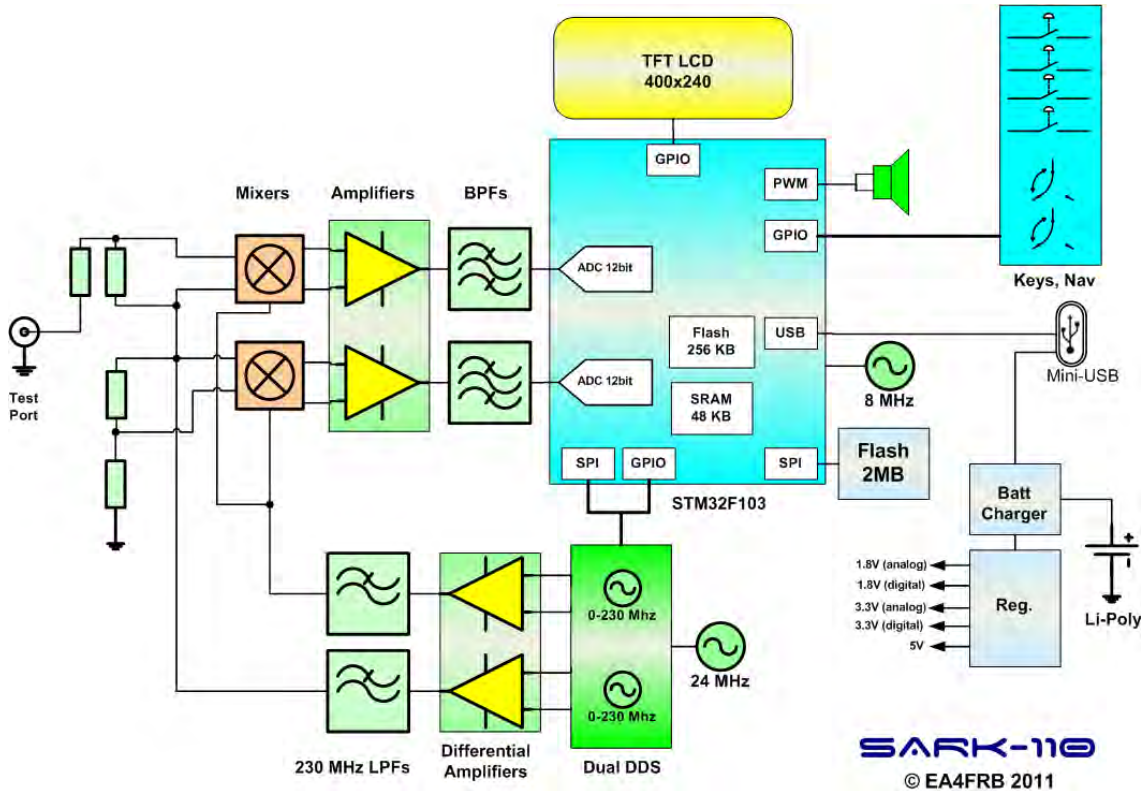 TFT LCD
400x240
GPIO
PWM
GPIO
Keys, Nav
Mixers
Amplifiers
BPFs
ADC 12bit
Flash
256 KB
USB
Mini-USB
8 MHz
Test
Port
ADC 12bit
SRAM
48 KB
SPI
GPIO
SPI
Flash
2MB
STM32F103
Batt
Charger
+
-
Li-Poly
1.8V (analog)
1.8V (digital)
3.3V (analog)
3.3V (digital)
5V
Reg.
0-230 Mhz
24 MHz
0-230 Mhz
230 MHz LPFs
Differential
Amplifiers
Dual DDS
SARK-110
© EA4FRB 2011